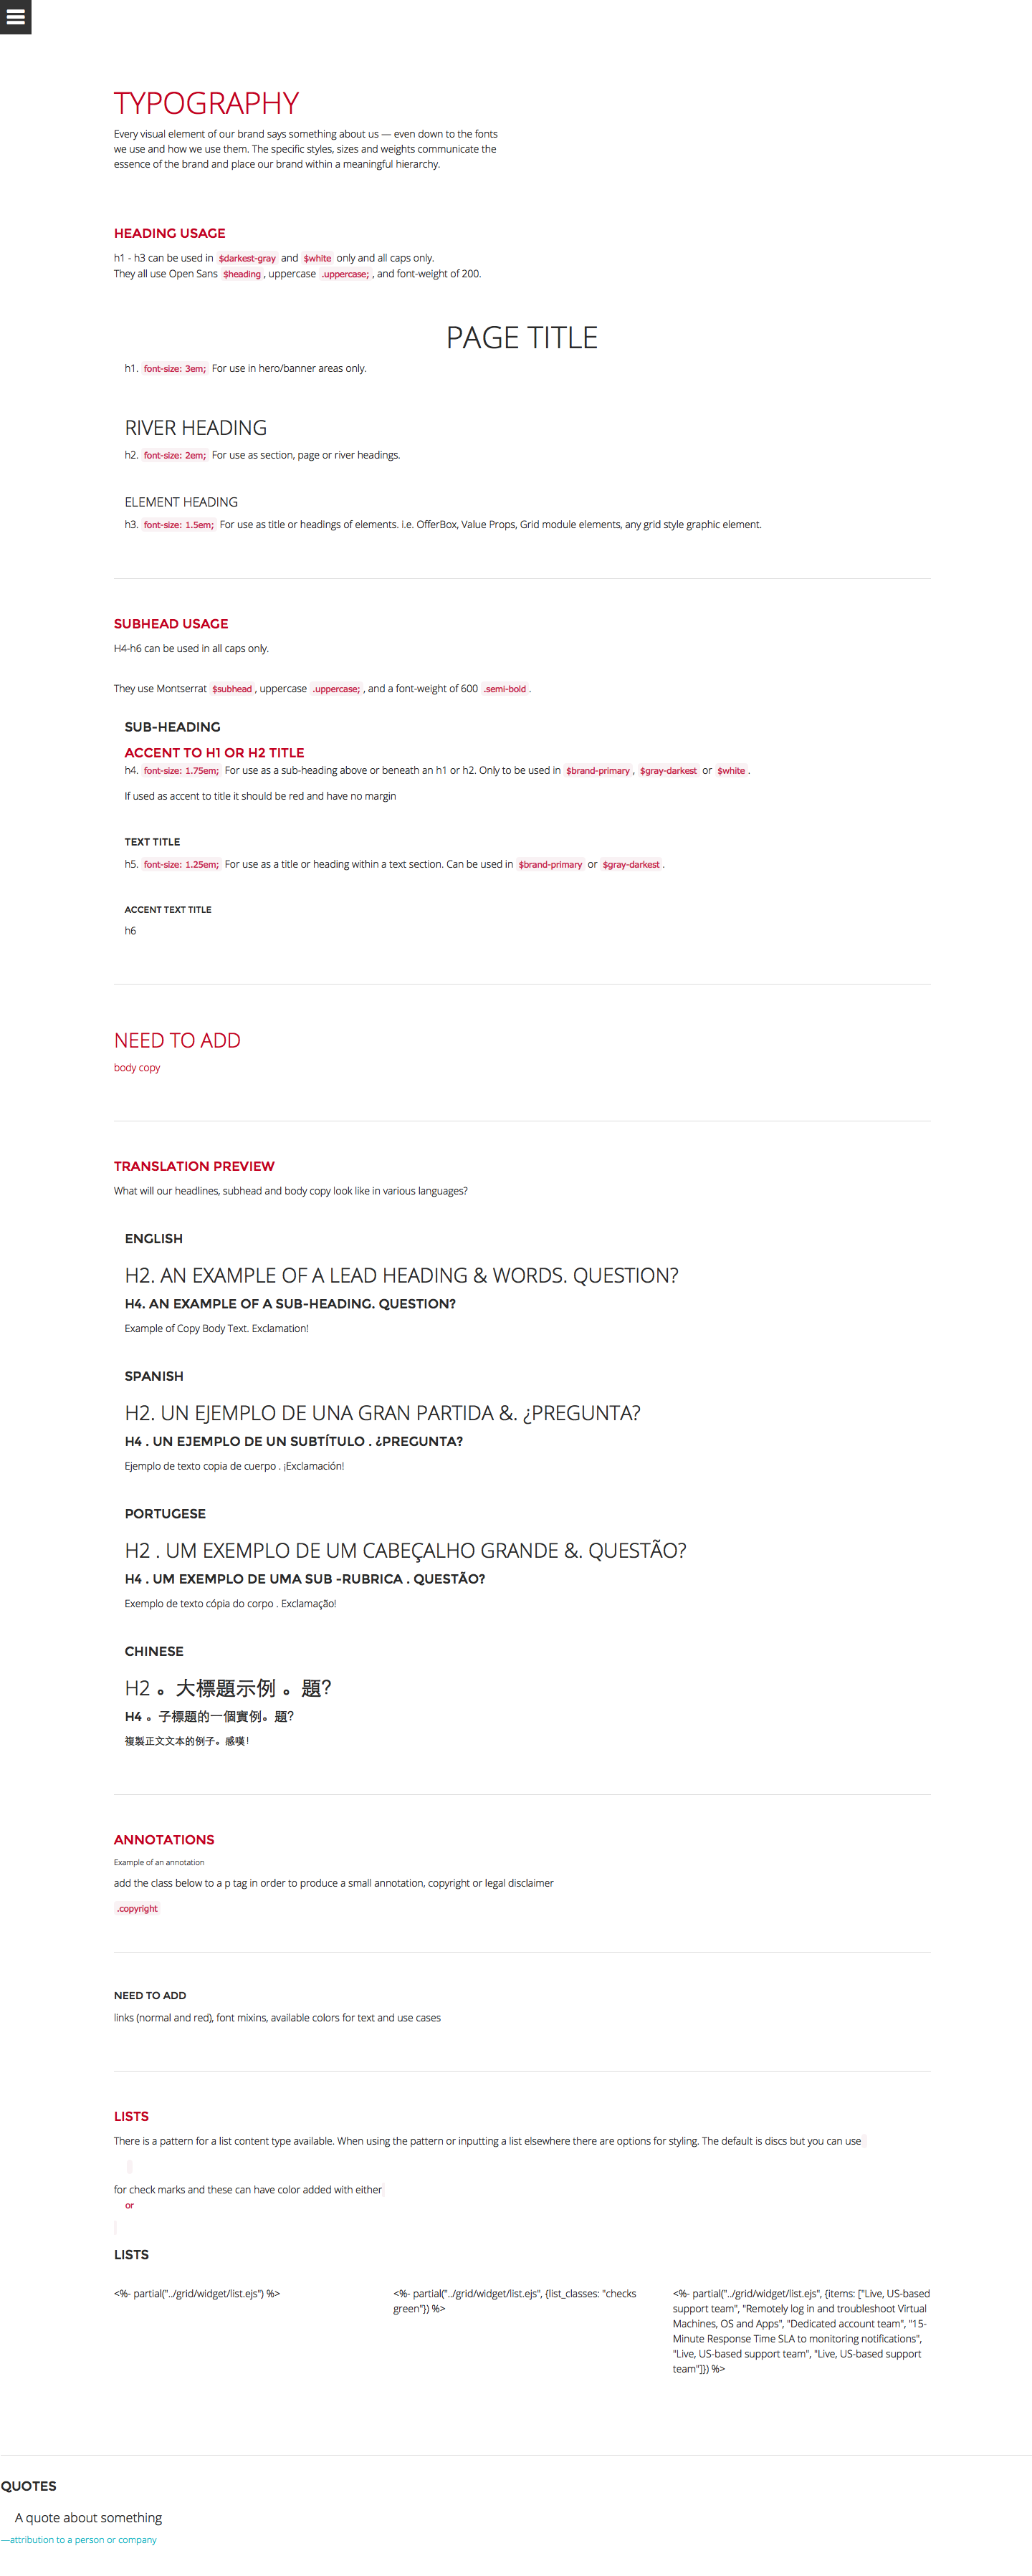 TYPOGRAPHY
Every visual element of our brand says something about us — even down to the fonts
we use and how we use them. The specific styles, sizes and weights communicate the
essence of the brand and place our brand within a meaningful hierarchy.
HEADING USAGE
h1 - h3 can be used in $darkest-gray and $white only and all caps only.
They all use Open Sans $heading , uppercase .uppercase; , and font-weight of 200.
PAGE TITLE
h1. font-size: 3em; For use in hero/banner areas only.
RIVER HEADING
h2. font-size: 2em; For use as section, page or river headings.
ELEMENT HEADING
h3. font-size: 1.5em; For use as title or headings of elements. i.e. OfferBox, Value Props, Grid module elements, any grid style graphic element.
SUBHEAD USAGE
H4-h6 can be used in all caps only.
They use Montserrat $subhead , uppercase .uppercase; , and a font-weight of 600 .semi-bold .
SUB-HEADING
ACCENT TO H1 OR H2 TITLE
h4. font-size: 1.75em; For use as a sub-heading above or beneath an h1 or h2. Only to be used in $brand-primary , $gray-darkest or $white .
If used as accent to title it should be red and have no margin
TEXT TITLE
h5. font-size: 1.25em; For use as a title or heading within a text section. Can be used in $brand-primary or $gray-darkest .
ACCENT TEXT TITLE
h6
NEED TO ADD
body copy
TRANSLATION PREVIEW
What will our headlines, subhead and body copy look like in various languages?
ENGLISH
H2. AN EXAMPLE OF A LEAD HEADING & WORDS. QUESTION?
H4. AN EXAMPLE OF A SUB-HEADING. QUESTION?
Example of Copy Body Text. Exclamation!
SPANISH
H2. UN EJEMPLO DE UNA GRAN PARTIDA &. ¿PREGUNTA?
H4 . UN EJEMPLO DE UN SUBTÍTULO . ¿PREGUNTA?
Ejemplo de texto copia de cuerpo . ¡Exclamación!
PORTUGESE
H2 . UM EXEMPLO DE UM CABEÇALHO GRANDE &. QUESTÃO?
H4 . UM EXEMPLO DE UMA SUB -RUBRICA . QUESTÃO?
Exemplo de texto cópia do corpo . Exclamação!
CHINESE
H2 。大標題示例 。題?
H4 。子標題的一個實例。題?
複製正文文本的例子。感嘆!
ANNOTATIONS
Example of an annotation
add the class below to a p tag in order to produce a small annotation, copyright or legal disclaimer
.copyright
NEED TO ADD
links (normal and red), font mixins, available colors for text and use cases
LISTS
There is a pattern for a list content type available. When using the pattern or inputting a list elsewhere there are options for styling. The default is discs but you can use
for check marks and these can have color added with either
or
LISTS
<%- partial("../grid/widget/list.ejs") %>
<%- partial("../grid/widget/list.ejs", {list_classes: "checks
green"}) %>
<%- partial("../grid/widget/list.ejs", {items: ["Live, US-based
support team", "Remotely log in and troubleshoot Virtual
Machines, OS and Apps", "Dedicated account team", "15-
Minute Response Time SLA to monitoring notifications",
"Live, US-based support team", "Live, US-based support
team"]}) %>
QUOTES
A quote about something
—attribution to a person or company